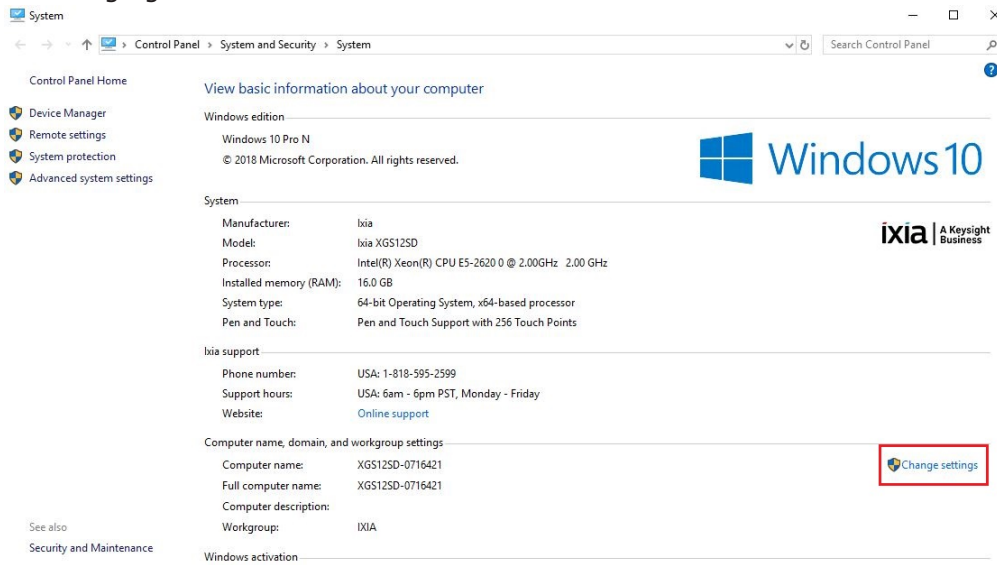 System
Control Panel > System and Security > System
Search Control Panel
Control Panel Home
Device Manager
Remote settings
System protection
Advanced system settings
See also
Security and Maintenance
View basic information about your computer
Windows edition
Windows 10 Pro N
© 2018 Microsoft Corporation. All rights reserved.
Windows 10
System
Manufacturer: Ixia
Model: Ixia XGS12SD
Processor: Intel(R) Xeon(R) CPU E5-2620 0 @ 2.00GHz 2.00 GHz
Installed memory (RAM): 16.0 GB
System type: 64-bit Operating System, x64-based processor
Pen and Touch: Pen and Touch Support with 256 Touch Points
ixia | A Keysight
Business
Ixia support
Phone number: USA: 1-818-595-2599
Support hours: USA: 6am - 6pm PST, Monday - Friday
Website: Online support
Computer name, domain, and workgroup settings
Computer name: XGS12SD-0716421
Change settings
Full computer name: XGS12SD-0716421
Computer description:
Workgroup: IXIA
Windows activation